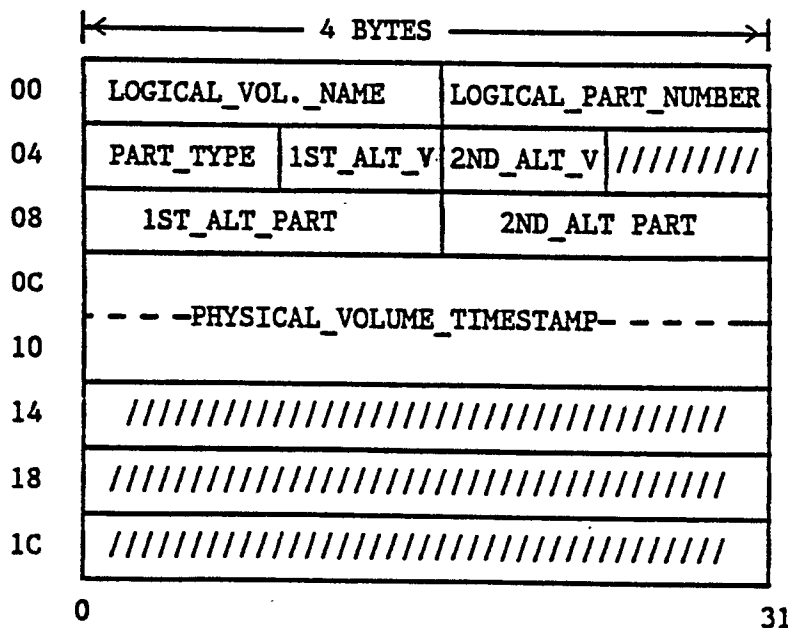 4 BYTES
00 LOGICAL_VOL._NAME LOGICAL_PART_NUMBER
04 PART_TYPE 1ST_ALT_V 2ND_ALT_V /////////
08 1ST_ALT_PART 2ND_ALT PART
0C
PHYSICAL_VOLUME_TIMESTAMP
10
14 ///////////////////////////////////
18 ////////////////////////////////////
1C ////////////////////////////////////
0 31